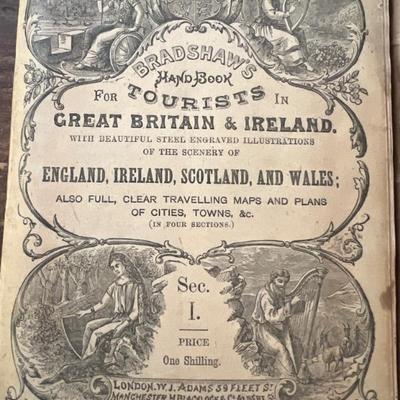 BRADSHAW'S
HAND-BOOK
FOR TOURISTS IN
GREAT BRITAIN & IRELAND.
WITH BEAUTIFUL STEEL ENGRAVED ILLUSTRATIONS
OF THE SCENERY OF
ENGLAND, IRELAND, SCOTLAND, AND WALES;
ALSO FULL, CLEAR TRAVELLING MAPS AND PLANS
OF CITIES, TOWNS, &c.
(IN FOUR SECTIONS.)
Sec.
I.
PRICE
One Shilling.
LONDON. W. J. ADAMS 59 FLEET ST
MANCHESTER